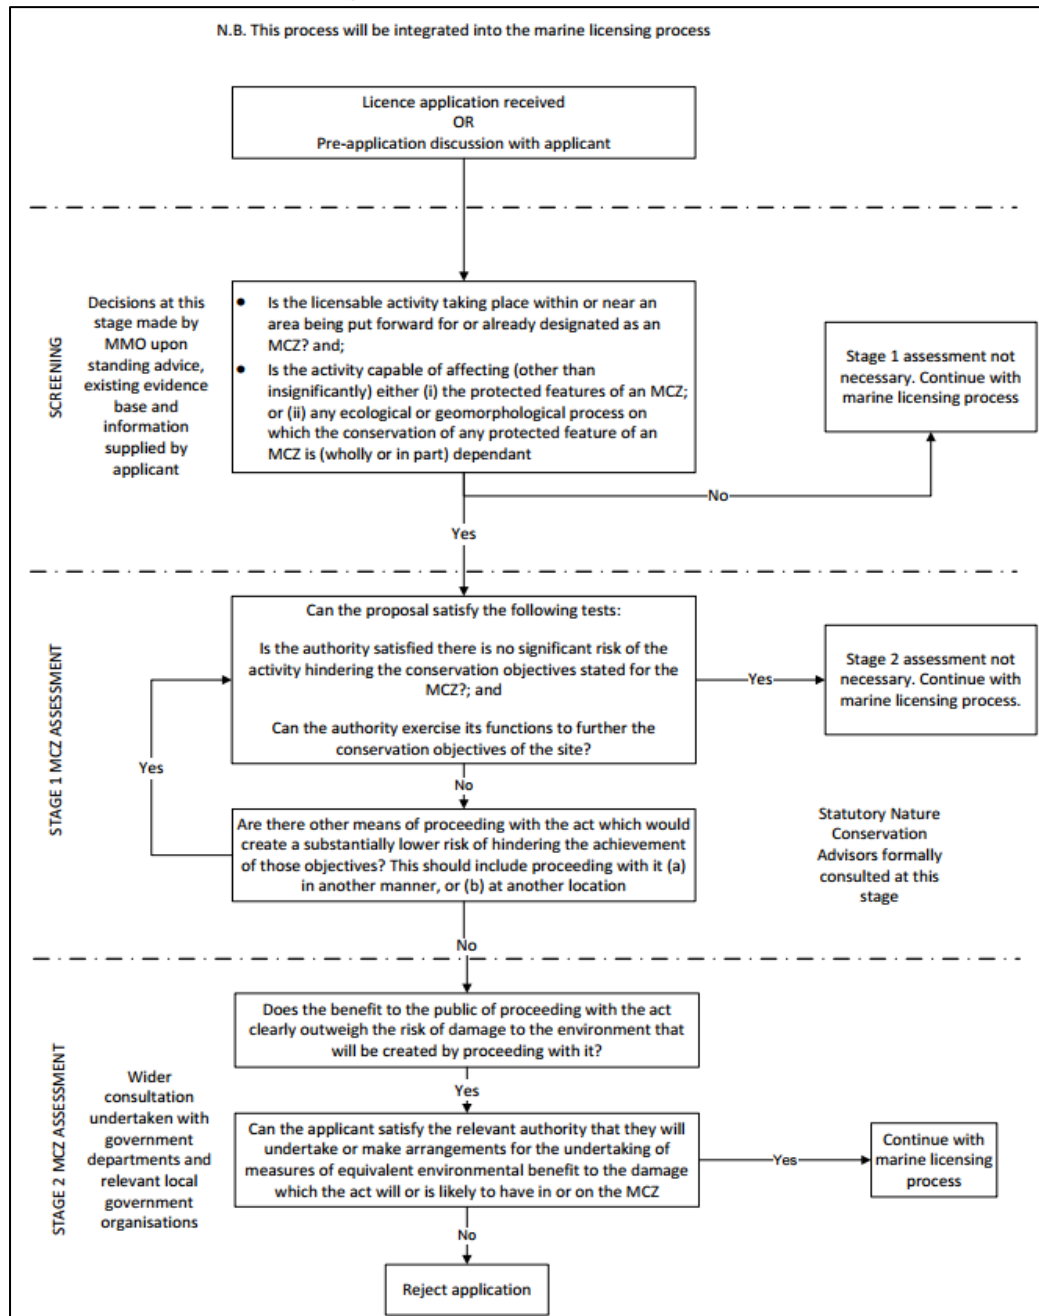 N.B. This process will be integrated into the marine licensing process
Licence application received
OR
Pre-application discussion with applicant
SCREENING
Decisions at this
stage made by
MMO upon
standing advice,
existing evidence
base and
information
supplied by
applicant
• Is the licensable activity taking place within or near an
area being put forward for or already designated as an
MCZ? and;
• Is the activity capable of affecting (other than
insignificantly) either (i) the protected features of an MCZ;
or (ii) any ecological or geomorphological process on
which the conservation of any protected feature of an
MCZ is (wholly or in part) dependant
Stage 1 assessment not
necessary. Continue with
marine licensing process
No
Yes
STAGE 1 MCZ ASSESSMENT
Can the proposal satisfy the following tests:
Is the authority satisfied there is no significant risk of the
activity hindering the conservation objectives stated for the
MCZ?; and
Can the authority exercise its functions to further the
conservation objectives of the site?
Yes
Stage 2 assessment not
necessary. Continue with
marine licensing process.
Yes
No
Are there other means of proceeding with the act which would
create a substantially lower risk of hindering the achievement
of those objectives? This should include proceeding with it (a)
in another manner, or (b) at another location
Statutory Nature
Conservation
Advisors formally
consulted at this
stage
No
STAGE 2 MCZ ASSESSMENT
Wider
consultation
undertaken with
government
departments and
relevant local
government
organisations
Does the benefit to the public of proceeding with the act
clearly outweigh the risk of damage to the environment that
will be created by proceeding with it?
Yes
Can the applicant satisfy the relevant authority that they will
undertake or make arrangements for the undertaking of
measures of equivalent environmental benefit to the damage
which the act will or is likely to have in or on the MCZ
Yes
Continue with
marine licensing
process
No
Reject application